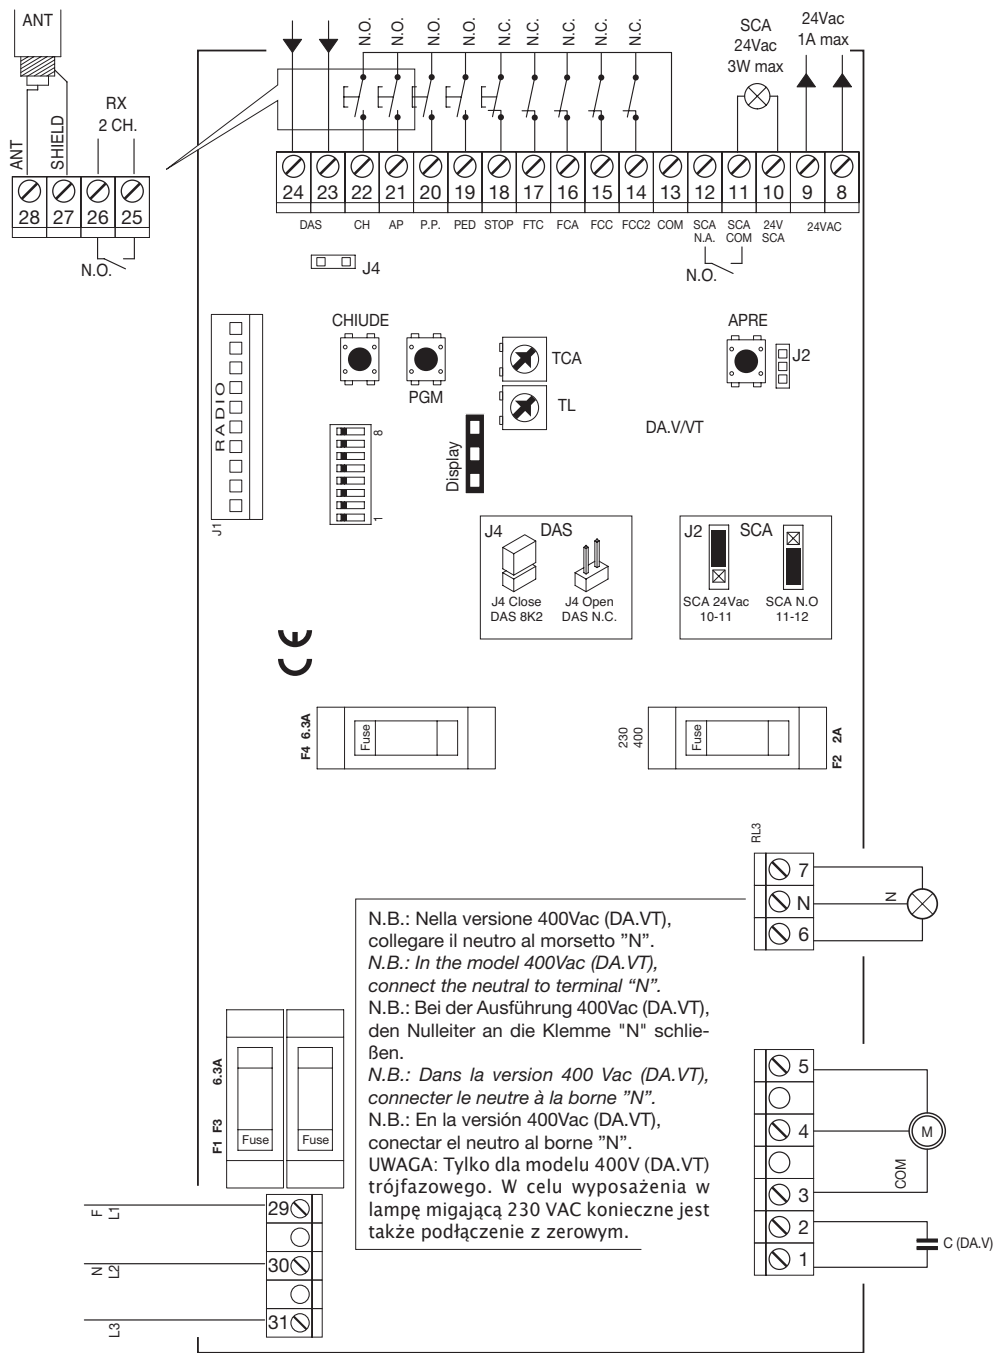 ANT
N.O. N.O. N.O. N.O. N.C. N.C. N.C. N.C. N.C.
SCA
24Vac
3W max
24Vac
1A max
RX
2 CH.
ANT
SHIELD
28 27 26 25
N.O.
24 23 22 21 20 19 18 17 16 15 14 13 12 11 10 9 8
DAS CH AP P.P. PED STOP FTC FCA FCC FCC2 COM SCA N.A. SCA COM 24V SCA 24VAC
N.O.
J4
CHIUDE
PGM
TCA
TL
APRE
J2
RADIO
J1
8
1
Display
DA.V/VT
J4 DAS
J4 Close
DAS 8K2
J4 Open
DAS N.C.
J2 SCA
SCA 24Vac
10-11
SCA N.O
11-12
CE
F4 6.3A
Fuse
230
400
Fuse
F2 2A
RL3
7
N
6
N
N.B.: Nella versione 400Vac (DA.VT),
collegare il neutro al morsetto ”N”.
N.B.: In the model 400Vac (DA.VT),
connect the neutral to terminal “N”.
N.B.: Bei der Ausführung 400Vac (DA.VT),
den Nulleiter an die Klemme "N" schlie-
ßen.
N.B.: Dans la version 400 Vac (DA.VT),
connecter le neutre à la borne ”N”.
N.B.: En la versión 400Vac (DA.VT),
conectar el neutro al borne ”N”.
UWAGA: Tylko dla modelu 400V (DA.VT)
trójfazowego. W celu wyposażenia w
lampę migającą 230 VAC konieczne jest
także podłączenie z zerowym.
F1 F3 6.3A
Fuse
Fuse
5
4
3
2
1
M
COM
C (DA.V)
F
L1
29
N
L2
30
L3
31